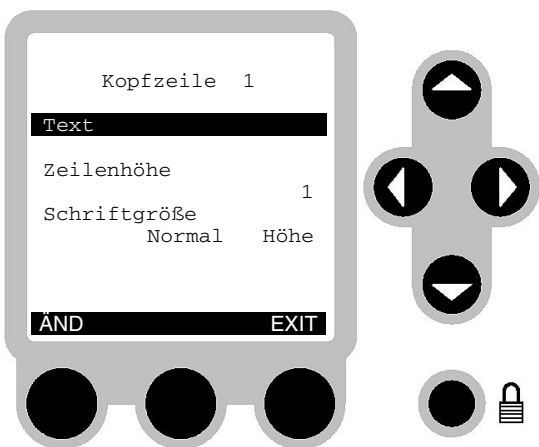 Kopfzeile 1
Text
Zeilenhöhe
1
Schriftgröße
Normal Höhe
ÄND EXIT